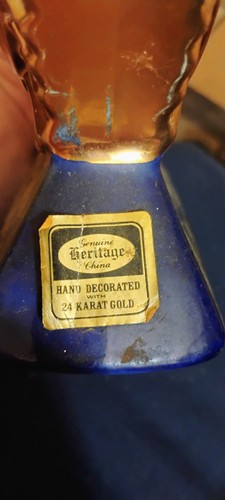 Genuine
Heritage
China
HAND DECORATED
WITH
24 KARAT GOLD